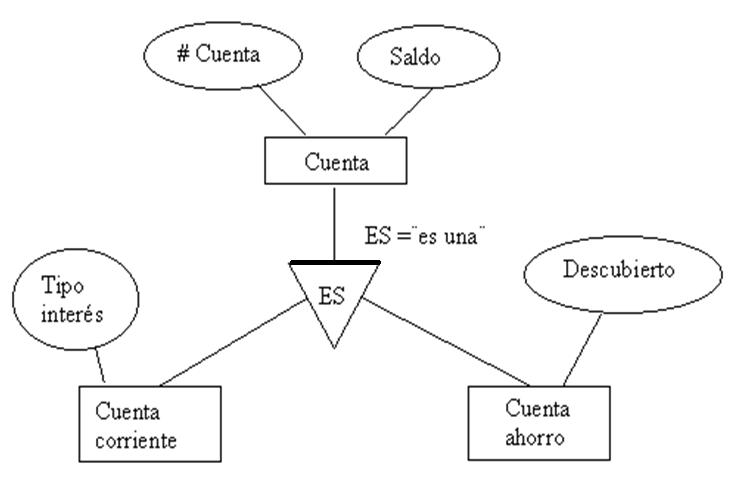 # Cuenta
Saldo
Cuenta
ES =¨es una¨
Tipo
interés
ES
Descubierto
Cuenta
corriente
Cuenta
ahorro